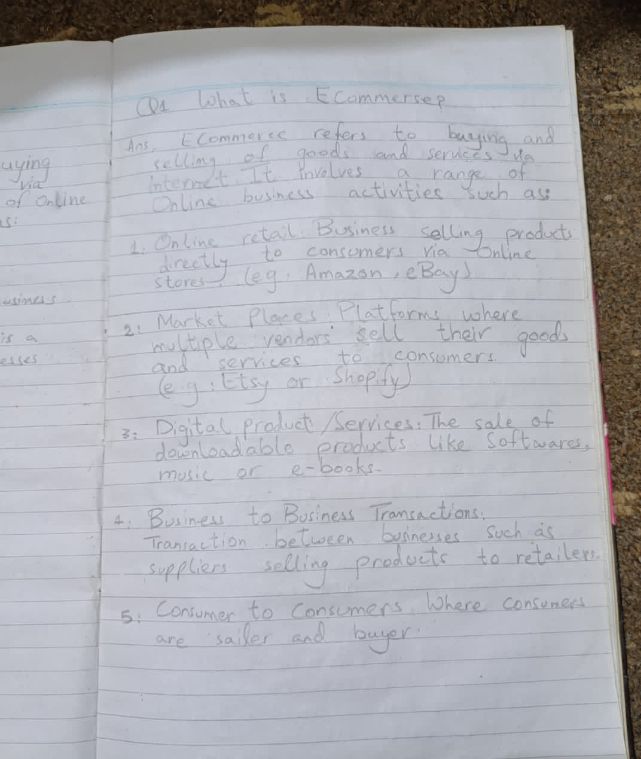 uying
via
of Online
as:
usiness
is a
esses
Q1 What is ECommerse?
Ans, ECommerce refers to buying and
selling of goods and services via
internet. It involves a range of
Online business activities such as:
1. Online retail. Business selling products
directly to consumers via online
stores (eg. Amazon, eBay)
2: Market Places. Platforms where
multiple vendors sell their goods
and services to consumers
(e.g: Etsy or Shopify)
3: Digital product/Services: The sale of
downloadable products like Softwares,
music or e-books.
4. Business to Business Transactions:
Transaction between businesses such as
suppliers selling products to retailers.
5: Consumer to Consumers. Where consumers
are sailer and buyer.